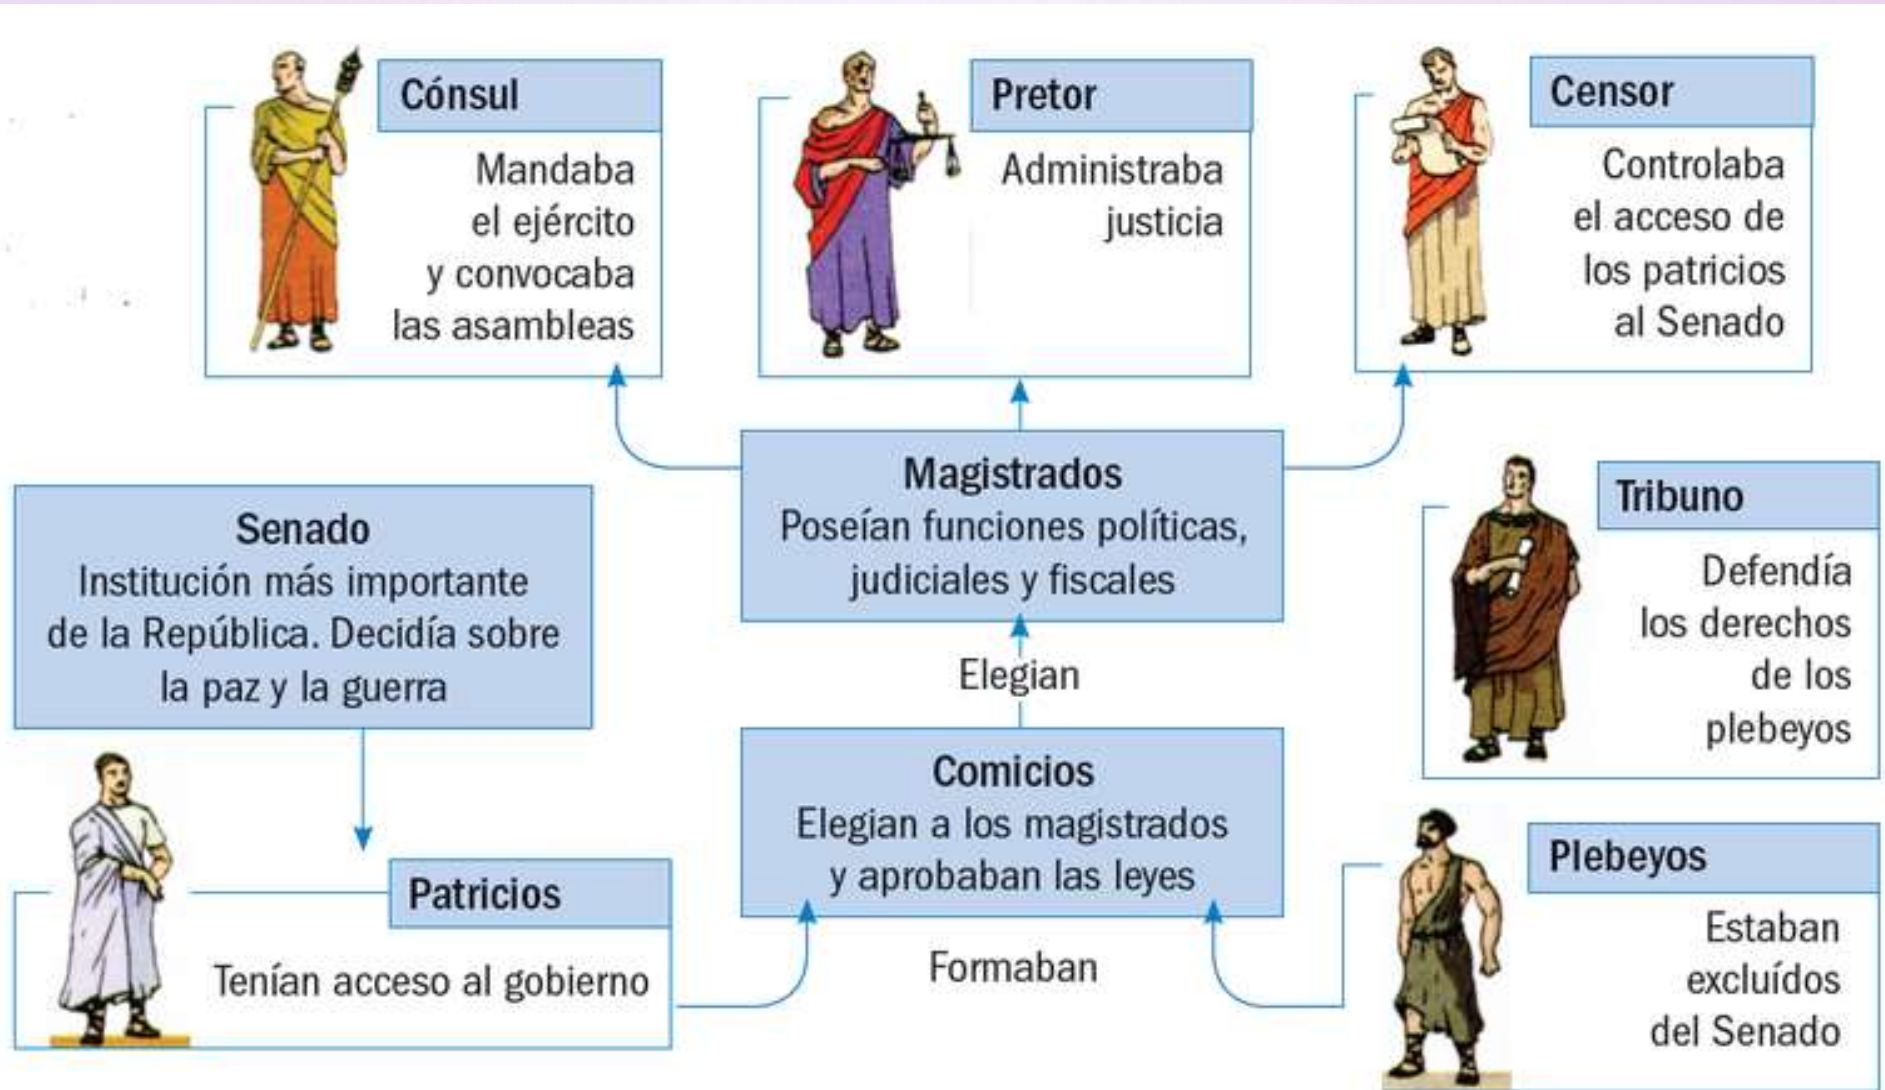 Cónsul
Mandaba
el ejército
y convocaba
las asambleas
Pretor
Administraba
justicia
Censor
Controlaba
el acceso de
los patricios
al Senado
Magistrados
Poseían funciones políticas,
judiciales y fiscales
Senado
Institución más importante
de la República. Decidía sobre
la paz y la guerra
Tribuno
Defendía
los derechos
de los
plebeyos
Elegian
Comicios
Elegian a los magistrados
y aprobaban las leyes
Patricios
Tenían acceso al gobierno
Formaban
Plebeyos
Estaban
excluídos
del Senado